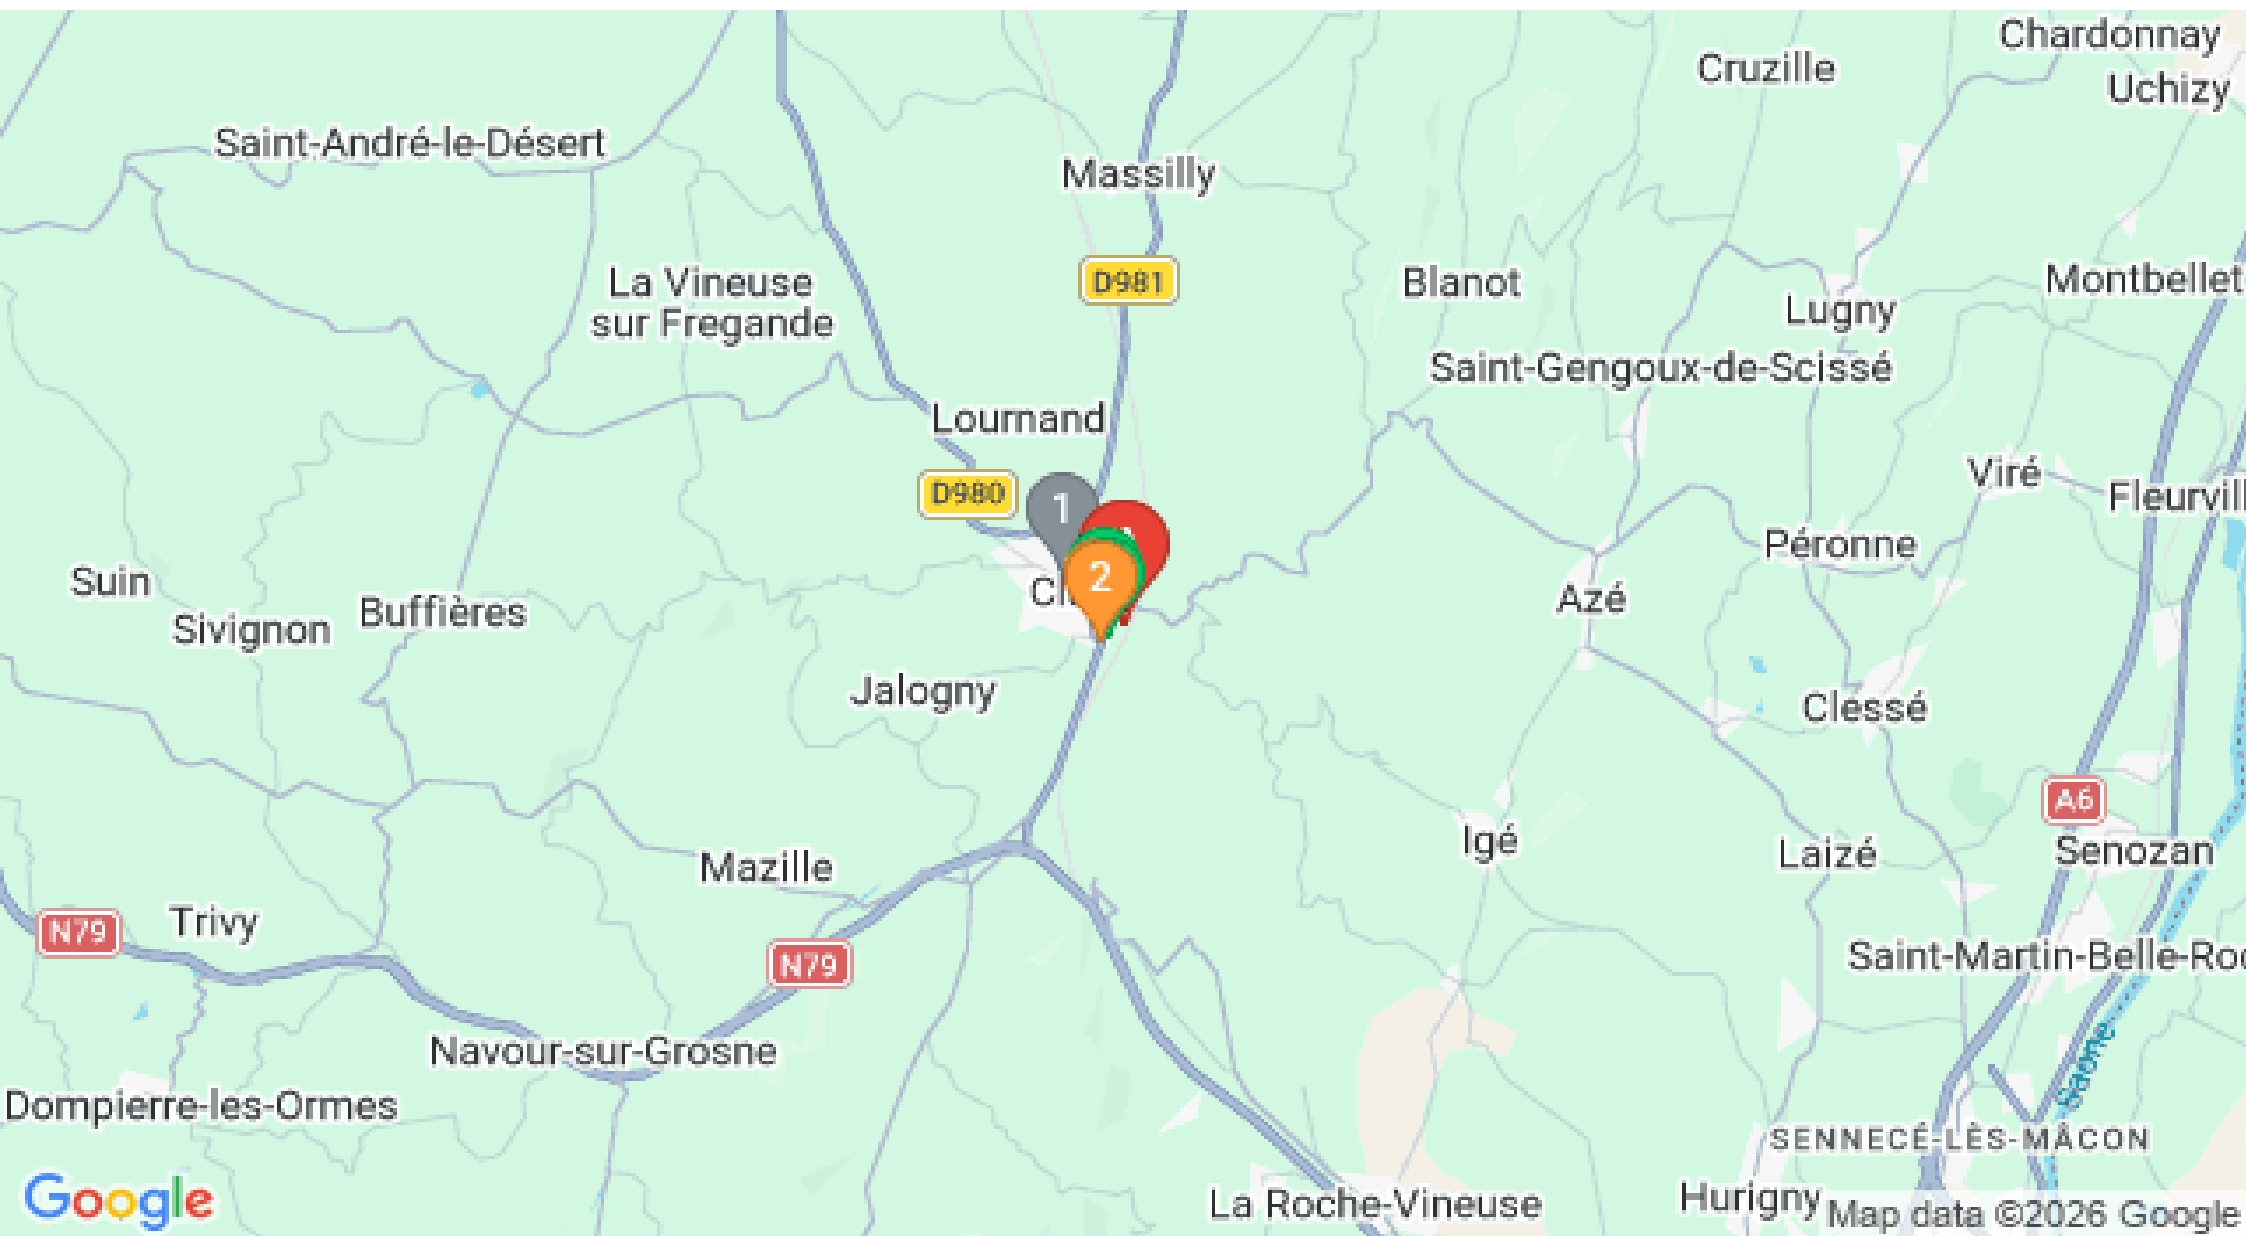 Chardonnay
Cruzille
Uchizy
Saint-André-le-Désert
Massilly
D981
La Vineuse
sur Fregande
Blanot
Montbellet
Lugny
Saint-Gengoux-de-Scissé
Lournand
D980
Viré
Fleurvill
1
2
Péronne
Suin
Azé
Buffières
Sivignon
Jalogny
Clessé
A6
Igé
Laizé
Senozan
Mazille
Trivy
N79
N79
Saint-Martin-Belle-Roc
Navour-sur-Grosne
Saône
Dompierre-les-Ormes
SENNECÉ-LÈS-MÂCON
La Roche-Vineuse
Hurigny
Google
Map data ©2026 Google